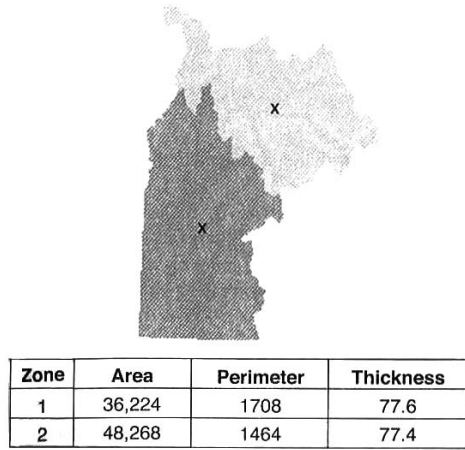 X
X
Zone Area Perimeter Thickness
1 36,224 1708 77.6
2 48,268 1464 77.4